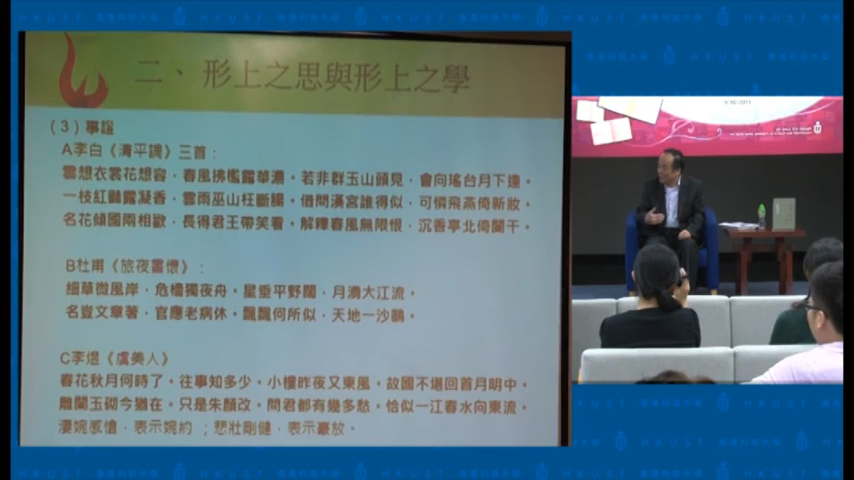 二、 形上之思與形上之學
（3）事證
A李白《清平調》三首：
雲想衣裳花想容，春風拂檻露華濃。若非群玉山頭見，會向瑤台月下逢。
一枝紅豔露凝香，雲雨巫山枉斷腸。借問漢宮誰得似，可憐飛燕倚新妝。
名花傾國兩相歡，長得君王帶笑看。解釋春風無限恨，沉香亭北倚闌干。
B杜甫《旅夜書懷》：
細草微風岸，危檣獨夜舟。星垂平野闊，月湧大江流。
名豈文章著，官應老病休。飄飄何所似，天地一沙鷗。
C李煜《虞美人》
春花秋月何時了，往事知多少。小樓昨夜又東風，故國不堪回首月明中。
雕闌玉砌今猶在，只是朱顏改。問君都有幾多愁，恰似一江春水向東流。
淒婉感愴，表示婉約 ；悲壯剛健，表示豪放。
HKUST